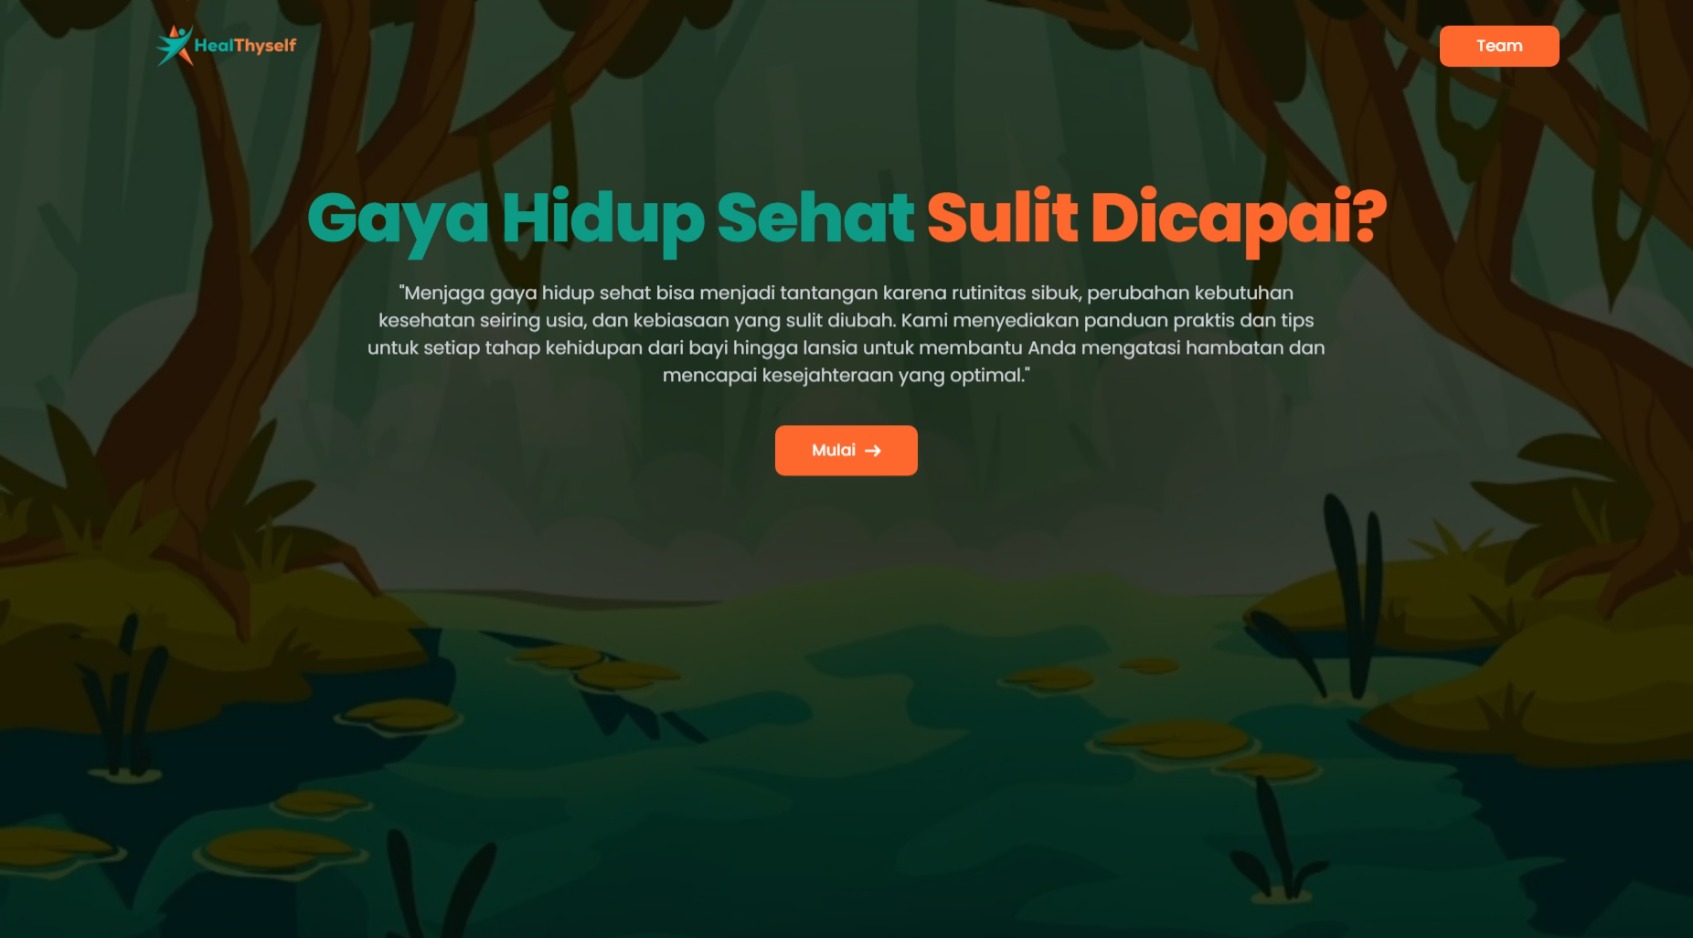 HealThyself
Team
Gaya Hidup Sehat Sulit Dicapai?
"Menjaga gaya hidup sehat bisa menjadi tantangan karena rutinitas sibuk, perubahan kebutuhan
kesehatan seiring usia, dan kebiasaan yang sulit diubah. Kami menyediakan panduan praktis dan tips
untuk setiap tahap kehidupan dari bayi hingga lansia untuk membantu Anda mengatasi hambatan dan
mencapai kesejahteraan yang optimal."
Mulai →